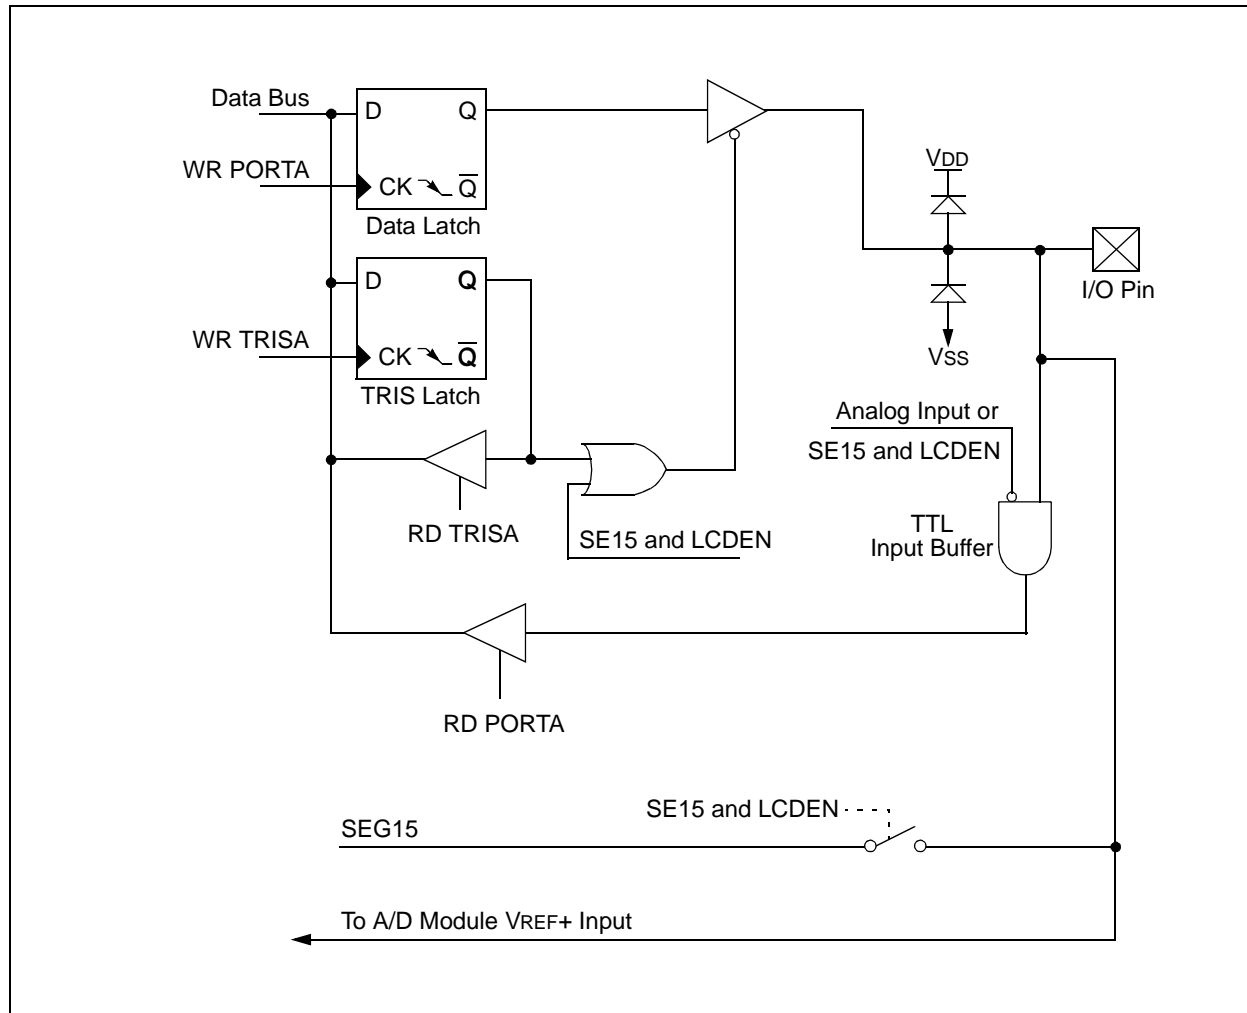 Data Bus
D Q
WR PORTA
CK Q
Data Latch
VDD
D Q
I/O Pin
WR TRISA
CK Q
VSS
TRIS Latch
Analog Input or
SE15 and LCDEN
RD TRISA
SE15 and LCDEN
TTL
Input Buffer
RD PORTA
SE15 and LCDEN
SEG15
To A/D Module VREF+ Input